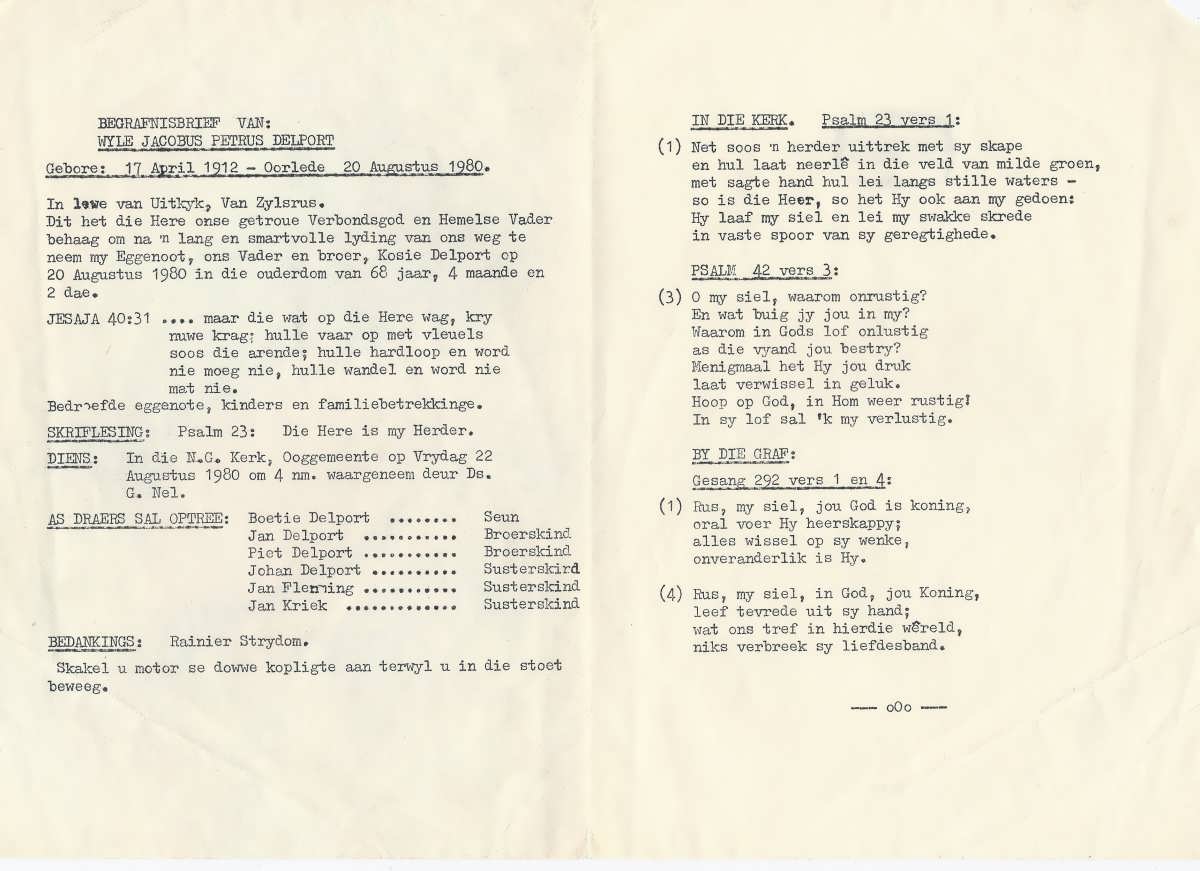 BEGRAFNISBRIEF VAN:
WYLE JACOBUS PETRUS DELPORT
Gebore: 17 April 1912 - Oorlede 20 Augustus 1980.
In lewe van Uitkyk, Van Zylsrus.
Dit het die Here onse getroue Verbondsgod en Hemelse Vader
behaag om na 'n lang en smartvolle lyding van ons weg te
neem my Eggenoot, ons Vader en broer, Kosie Delport op
20 Augustus 1980 in die ouderdom van 68 jaar, 4 maande en
2 dae.
JESAJA 40:31 .... maar die wat op die Here wag, kry
nuwe krag; hulle vaar op met vleuels
soos die arende; hulle hardloop en word
nie moeg nie, hulle wandel en word nie
mat nie.
Bedroefde eggenote, kinders en familiebetrekkinge.
SKRIFLESING: Psalm 23: Die Here is my Herder.
DIENS: In die N.G. Kerk, Ooggemeente op Vrydag 22
Augustus 1980 om 4 nm. waargeneem deur Ds.
G. Nel.
AS DRAERS SAL OPTREE: Boetie Delport ........ Seun
Jan Delport ........... Broerskind
Piet Delport ........... Broerskind
Johan Delport .......... Susterskird
Jan Fleming ............ Susterskind
Jan Kriek ............. Susterskind
BEDANKINGS: Rainier Strydom.
Skakel u motor se dowwe kopligte aan terwyl u in die stoet
beweeg.
IN DIE KERK. Psalm 23 vers 1:
(1) Net soos 'n herder uittrek met sy skape
en hul laat neerlê in die veld van milde groen,
met sagte hand hul lei langs stille waters -
so is die Heer, so het Hy ook aan my gedoen:
Hy laaf my siel en lei my swakke skrede
in vaste spoor van sy geregtighede.
PSALM 42 vers 3:
(3) O my siel, waarom onrustig?
En wat buig jy jou in my?
Waarom in Gods lof onlustig
as die vyand jou bestry?
Menigmaal het Hy jou druk
laat verwissel in geluk.
Hoop op God, in Hom weer rustig!
In sy lof sal 'k my verlustig.
BY DIE GRAF:
Gesang 292 vers 1 en 4:
(1) Rus, my siel, jou God is koning,
oral voer Hy heerskappy;
alles wissel op sy wenke,
onveranderlik is Hy.
(4) Rus, my siel, in God, jou Koning,
leef tevrede uit sy hand;
wat ons tref in hierdie wêreld,
niks verbreek sy liefdesband.
--- oOo ---